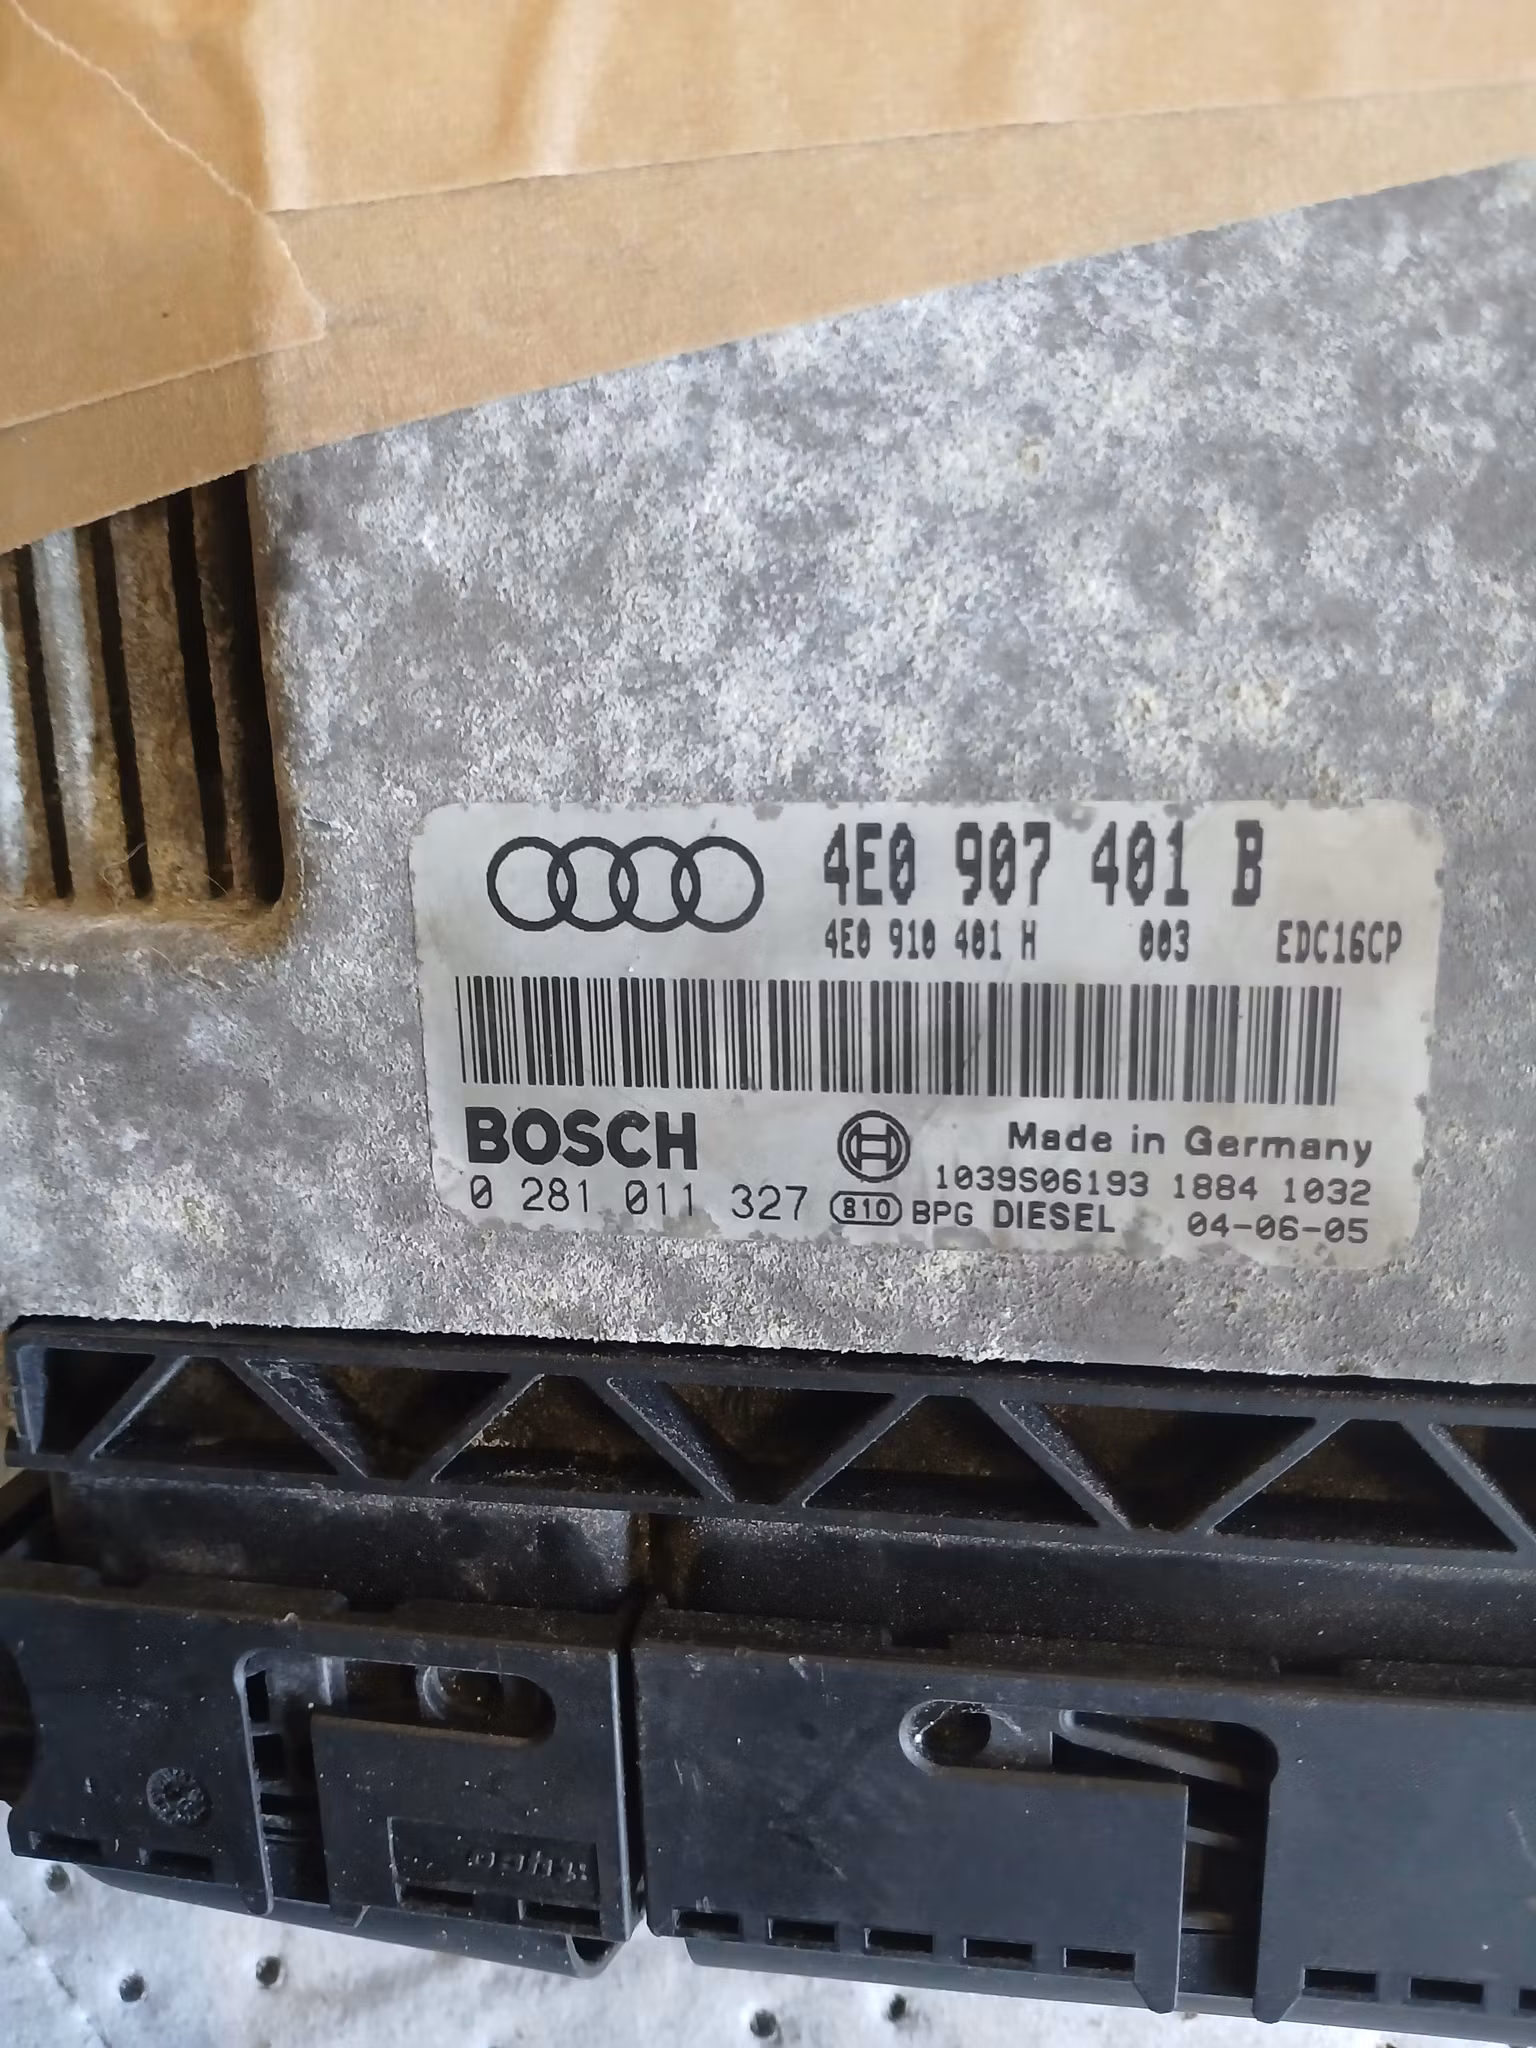 4E0 907 401 B
4E0 910 401 H 003 EDC16CP
BOSCH
Made in Germany
1039S06193 1884 1032
0 281 011 327 810 BPG DIESEL 04-06-05